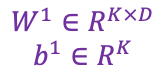 W¹ ∈ R^{K×D}
b¹ ∈ R^K